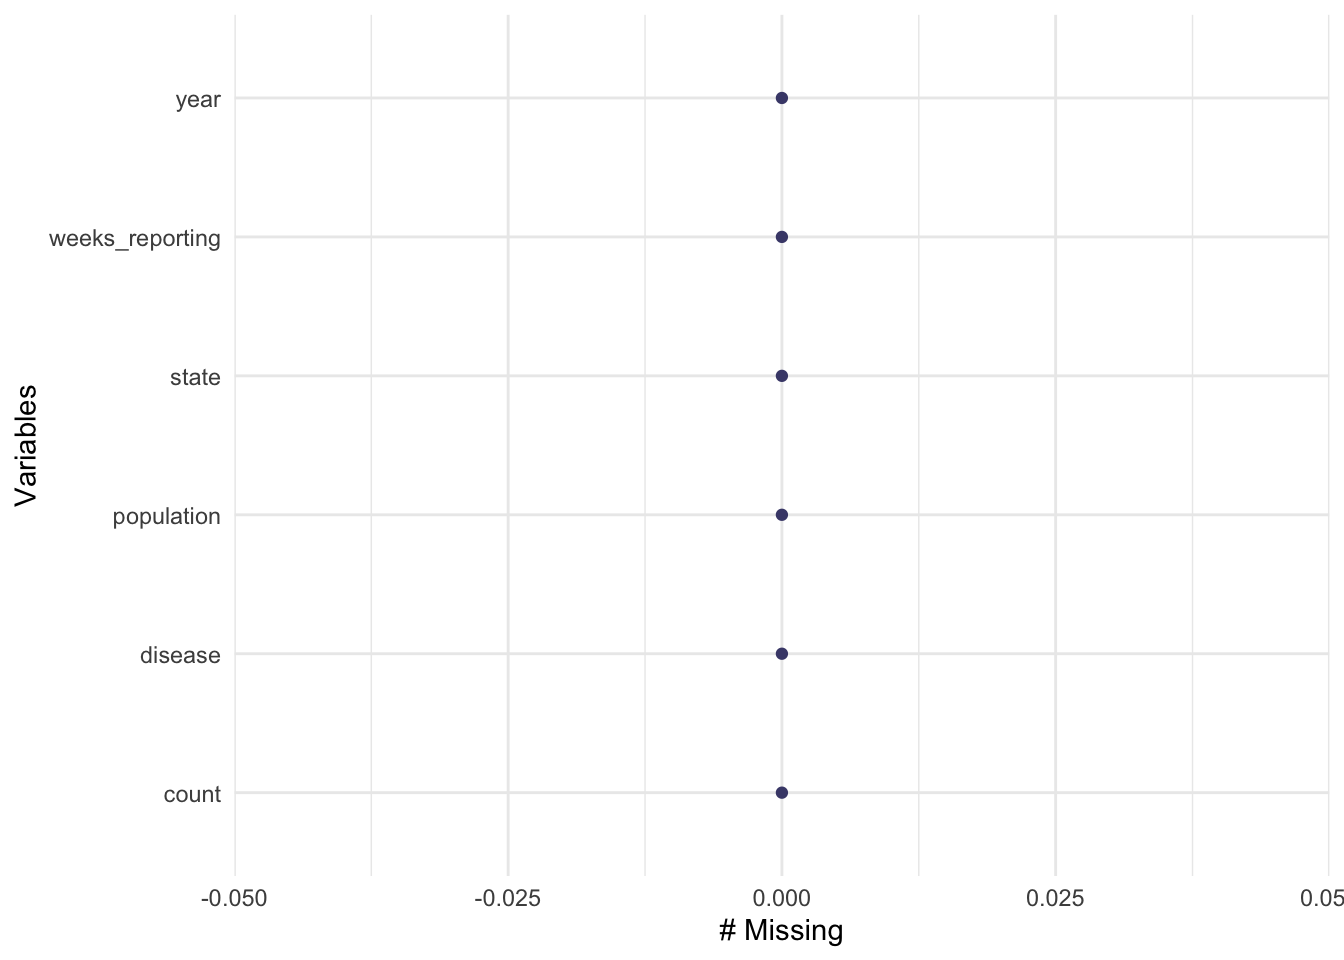 year
weeks_reporting
state
population
disease
count
Variables
-0.050
-0.025
0.000
0.025
0.05
# Missing